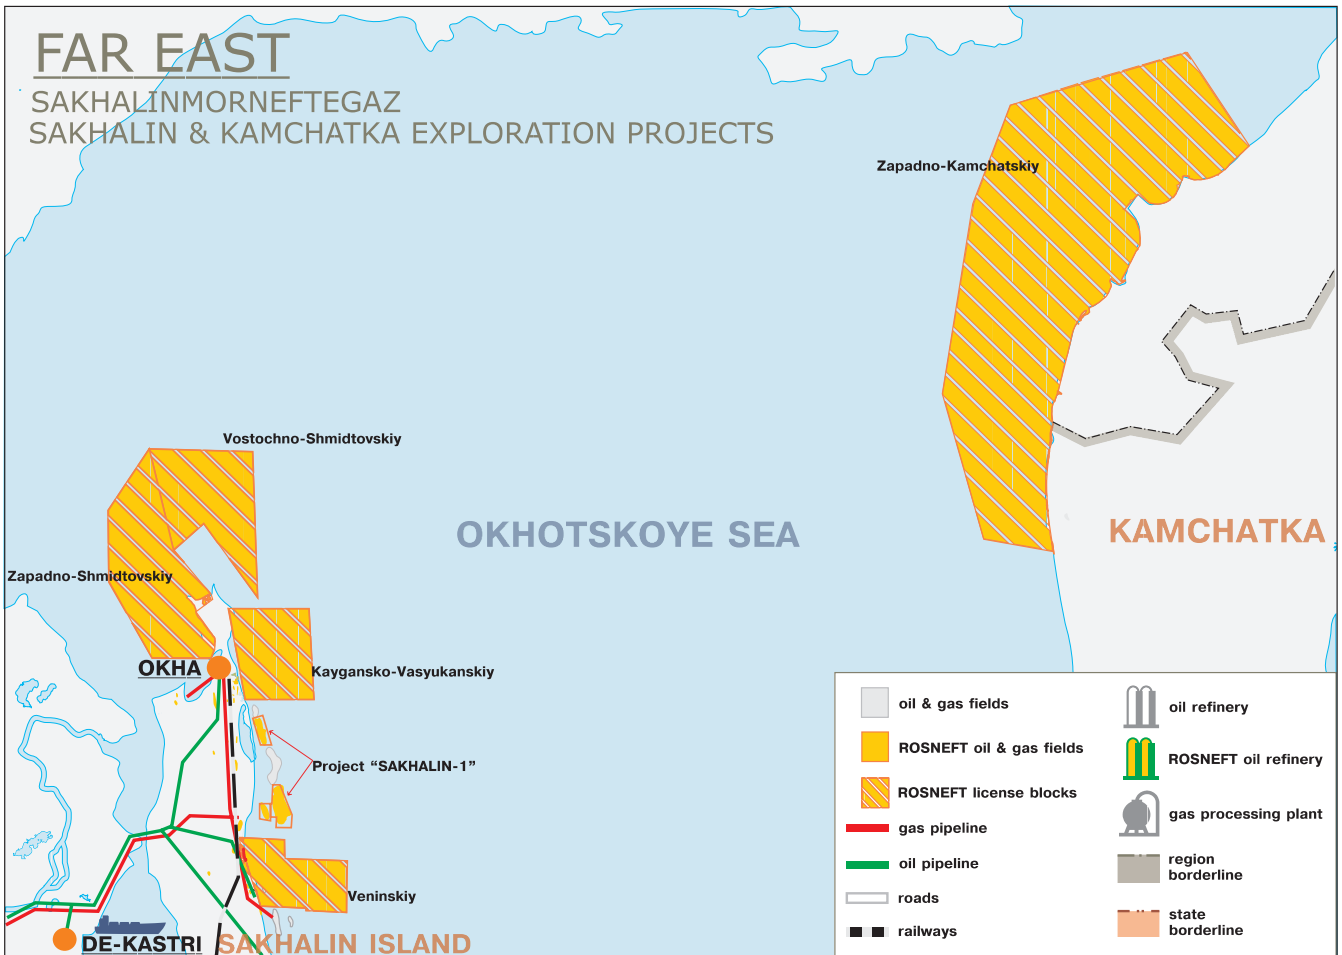 FAR EAST
SAKHALINMORNEFTEGAZ
SAKHALIN & KAMCHATKA EXPLORATION PROJECTS
Zapadno-Kamchatskiy
Vostochno-Shmidtovskiy
OKHOTSKOYE SEA
KAMCHATKA
Zapadno-Shmidtovskiy
OKHA
Kaygansko-Vasyukanskiy
Project “SAKHALIN-1”
Veninskiy
DE-KASTRI
SAKHALIN ISLAND
oil & gas fields
ROSNEFT oil & gas fields
ROSNEFT license blocks
gas pipeline
oil pipeline
roads
railways
oil refinery
ROSNEFT oil refinery
gas processing plant
region
borderline
state
borderline